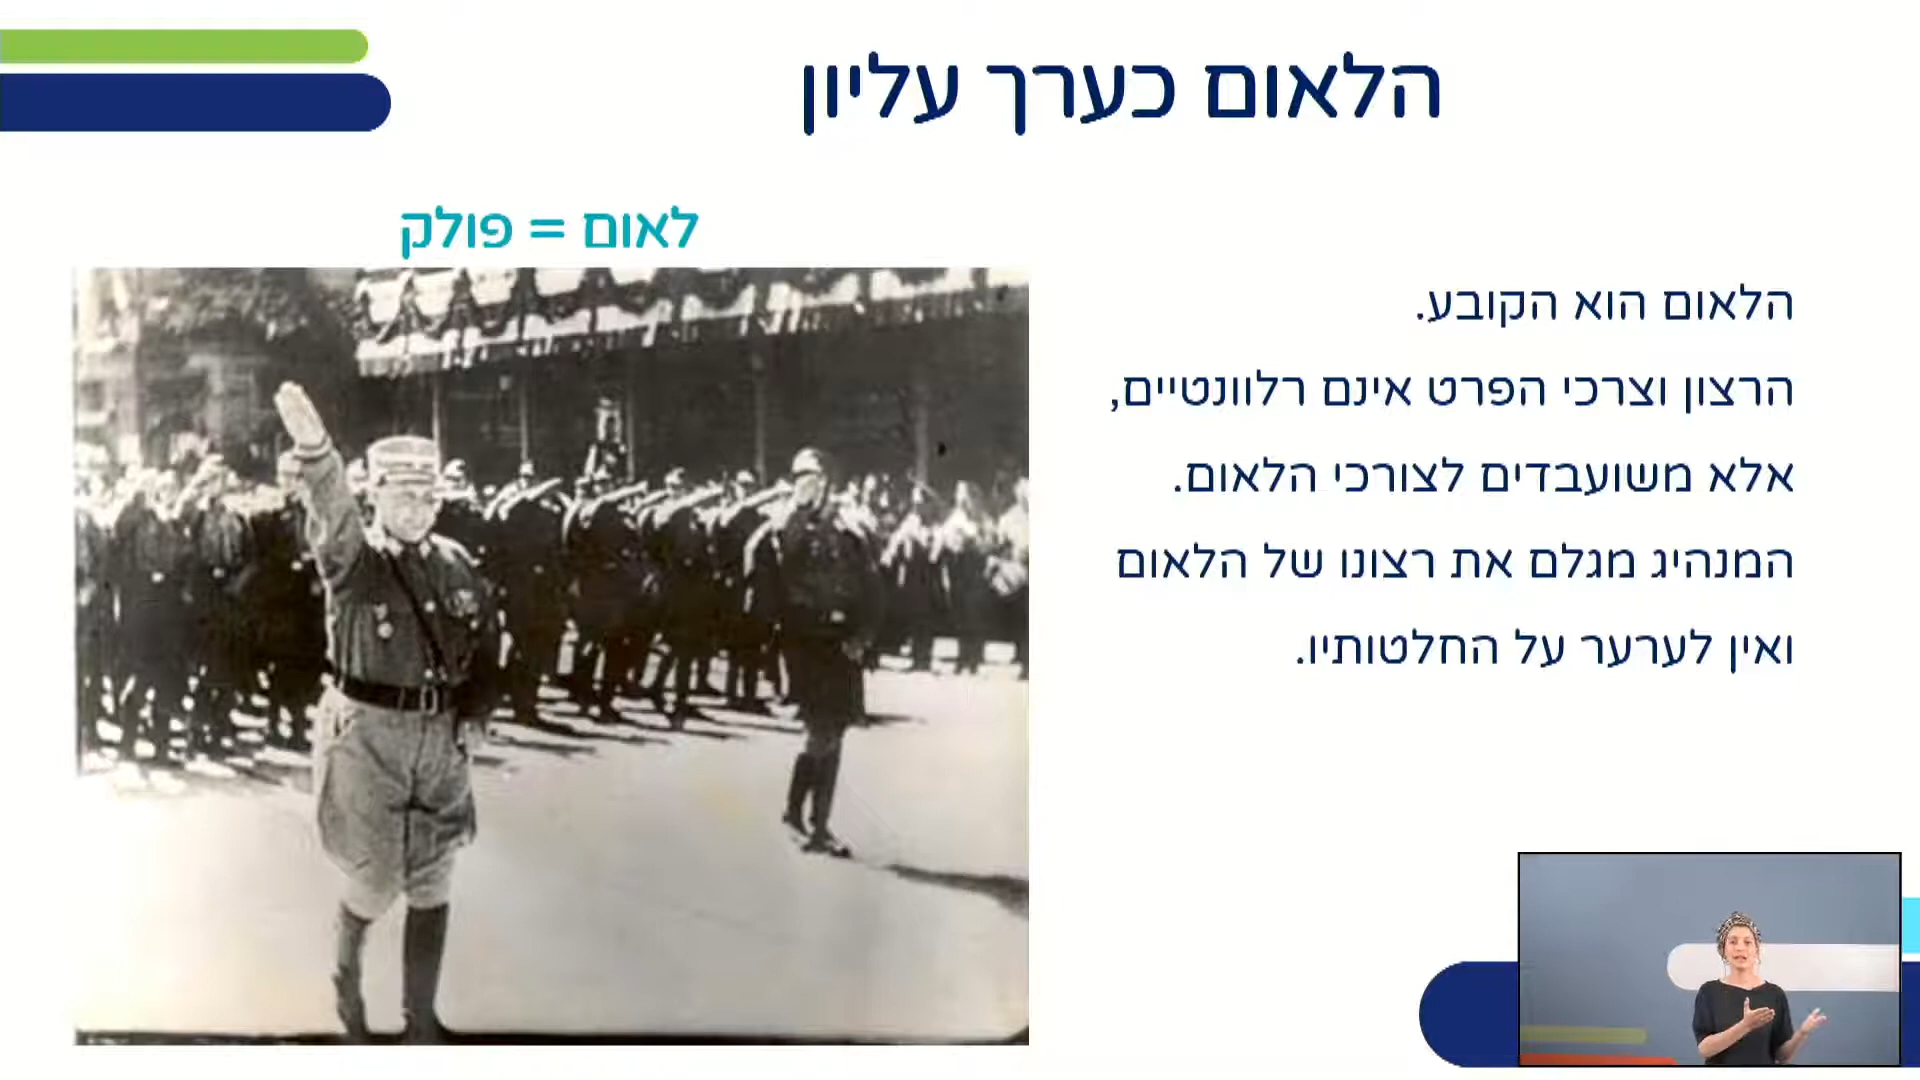 הלאום כערך עליון
לאום = פולק
הלאום הוא הקובע.
הרצון וצרכי הפרט אינם רלוונטיים,
אלא משועבדים לצורכי הלאום.
המנהיג מגלם את רצונו של הלאום
ואין לערער על החלטותיו.